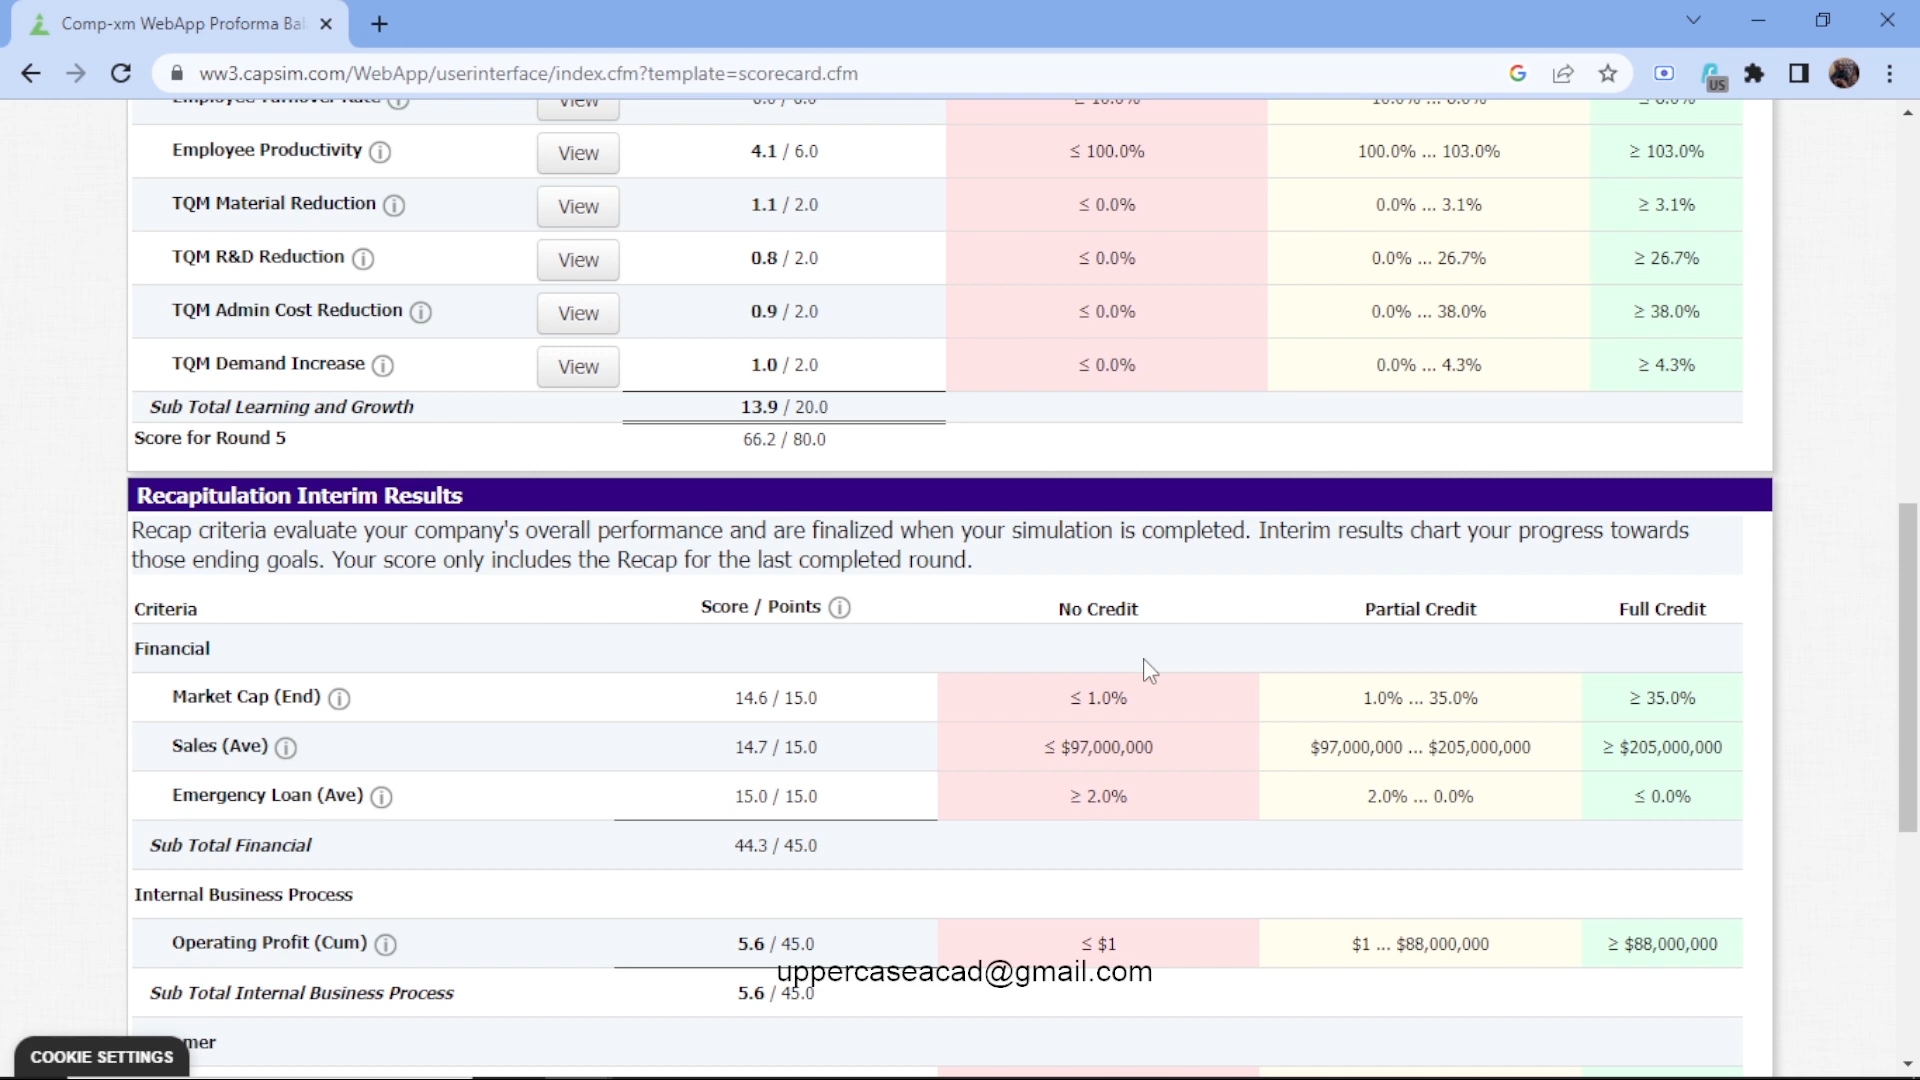 Comp-xm WebApp Proforma Bal
ww3.capsim.com/WebApp/userinterface/index.cfm?template=scorecard.cfm
US
Employee Turnover Rate View
Employee Productivity View 4.1 / 6.0 ≤ 100.0% 100.0% ... 103.0% ≥ 103.0%
TQM Material Reduction View 1.1 / 2.0 ≤ 0.0% 0.0% ... 3.1% ≥ 3.1%
TQM R&D Reduction View 0.8 / 2.0 ≤ 0.0% 0.0% ... 26.7% ≥ 26.7%
TQM Admin Cost Reduction View 0.9 / 2.0 ≤ 0.0% 0.0% ... 38.0% ≥ 38.0%
TQM Demand Increase View 1.0 / 2.0 ≤ 0.0% 0.0% ... 4.3% ≥ 4.3%
Sub Total Learning and Growth 13.9 / 20.0
Score for Round 5 66.2 / 80.0
Recapitulation Interim Results
Recap criteria evaluate your company's overall performance and are finalized when your simulation is completed. Interim results chart your progress towards
those ending goals. Your score only includes the Recap for the last completed round.
Criteria Score / Points No Credit Partial Credit Full Credit
Financial
Market Cap (End) 14.6 / 15.0 ≤ 1.0% 1.0% ... 35.0% ≥ 35.0%
Sales (Ave) 14.7 / 15.0 ≤ $97,000,000 $97,000,000 ... $205,000,000 ≥ $205,000,000
Emergency Loan (Ave) 15.0 / 15.0 ≥ 2.0% 2.0% ... 0.0% ≤ 0.0%
Sub Total Financial 44.3 / 45.0
Internal Business Process
Operating Profit (Cum) 5.6 / 45.0 ≤ $1 $1 ... $88,000,000 ≥ $88,000,000
uppercaseacad@gmail.com
Sub Total Internal Business Process 5.6 / 45.0
mer
COOKIE SETTINGS